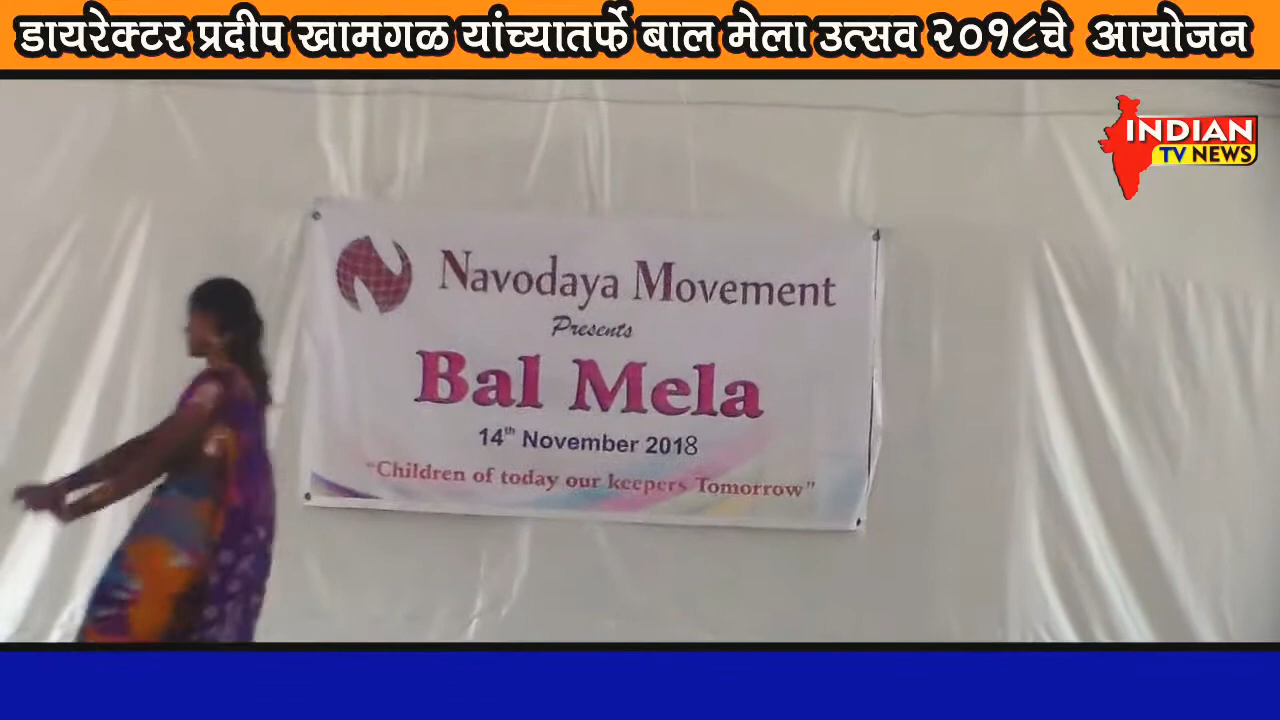 डायरेक्टर प्रदीप खामगळ यांच्यातर्फे बाल मेला उत्सव २०१८चे आयोजन
INDIAN
TV NEWS
Navodaya Movement
Presents
Bal Mela
14th November 2018
"Children of today our keepers Tomorrow"